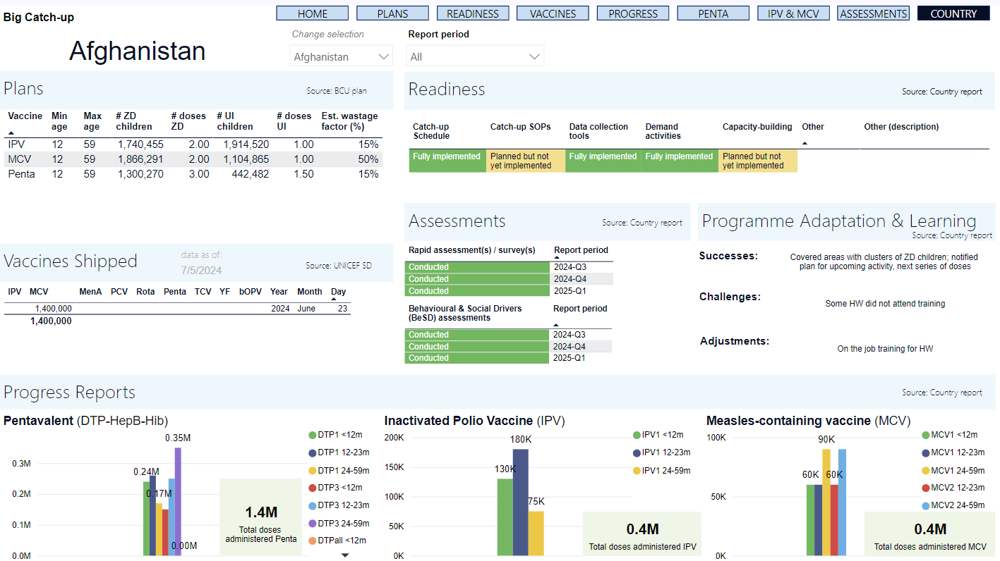 Big Catch-up
HOME PLANS READINESS VACCINES PROGRESS PENTA IPV & MCV ASSESSMENTS COUNTRY
Afghanistan
Change selection
Afghanistan
Report period
All
Plans
Source: BCU plan
Vaccine Min age Max age # ZD children # doses ZD # UI children # doses UI Est. wastage factor (%)
IPV 12 59 1,740,455 2.00 1,914,520 1.00 15%
MCV 12 59 1,866,291 2.00 1,104,865 1.00 50%
Penta 12 59 1,300,270 3.00 442,482 1.50 15%
Readiness
Source: Country report
Catch-up Schedule Catch-up SOPs Data collection tools Demand activities Capacity-building Other Other (description)
Fully implemented Planned but not yet implemented Fully implemented Fully implemented Planned but not yet implemented
Vaccines Shipped
data as of:
7/5/2024
Source: UNICEF SD
IPV MCV MenA PCV Rota Penta TCV YF bOPV Year Month Day
1,400,000 2024 June 23
1,400,000
Assessments
Source: Country report
Rapid assessment(s) / survey(s) Report period
Conducted 2024-Q3
Conducted 2024-Q4
Conducted 2025-Q1
Behavioural & Social Drivers
(BeSD) assessments
Report period
Conducted 2024-Q3
Conducted 2024-Q4
Conducted 2025-Q1
Programme Adaptation & Learning
Source: Country report
Successes:
Covered areas with clusters of ZD children; notified
plan for upcoming activity, next series of doses
Challenges:
Some HW did not attend training
Adjustments:
On the job training for HW
Progress Reports
Source: Country report
Pentavalent (DTP-HepB-Hib)
0.3M
0.2M
0.1M
0.0M
0.24M
0.17M
0.35M
0.00M
1.4M
Total doses
administered Penta
DTP1 <12m
DTP1 12-23m
DTP1 24-59m
DTP3 <12m
DTP3 12-23m
DTP3 24-59m
DTPall <12m
Inactivated Polio Vaccine (IPV)
200K
150K
100K
50K
0K
130K
180K
75K
IPV1 <12m
IPV1 12-23m
IPV1 24-59m
0.4M
Total doses administered IPV
Measles-containing vaccine (MCV)
100K
50K
0K
60K
90K
60K
MCV1 <12m
MCV1 12-23m
MCV1 24-59m
MCV2 12-23m
MCV2 24-59m
0.4M
Total doses administered MCV